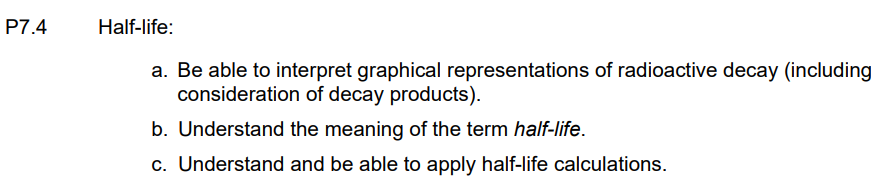 P7.4 Half-life:
a. Be able to interpret graphical representations of radioactive decay (including
consideration of decay products).
b. Understand the meaning of the term half-life.
c. Understand and be able to apply half-life calculations.